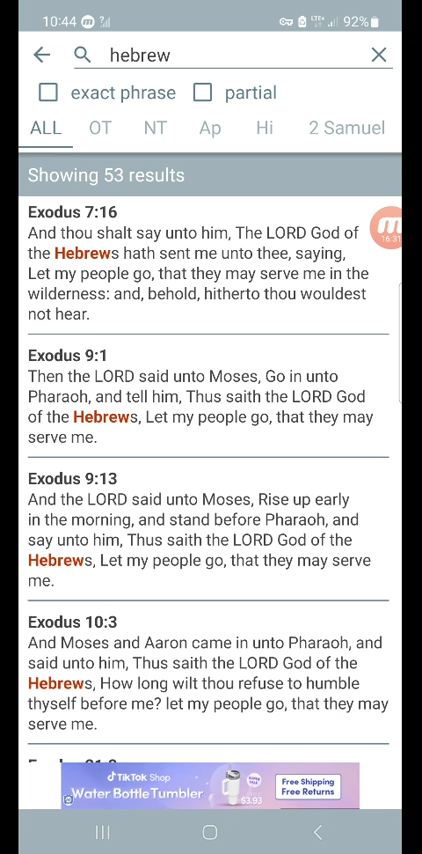 10:44
LTE+ 92%
hebrew
exact phrase partial
ALL OT NT Ap Hi 2 Samuel
Showing 53 results
Exodus 7:16
And thou shalt say unto him, The LORD God of
the Hebrews hath sent me unto thee, saying,
16:31
Let my people go, that they may serve me in the
wilderness: and, behold, hitherto thou wouldest
not hear.
Exodus 9:1
Then the LORD said unto Moses, Go in unto
Pharaoh, and tell him, Thus saith the LORD God
of the Hebrews, Let my people go, that they may
serve me.
Exodus 9:13
And the LORD said unto Moses, Rise up early
in the morning, and stand before Pharaoh, and
say unto him, Thus saith the LORD God of the
Hebrews, Let my people go, that they may serve
me.
Exodus 10:3
And Moses and Aaron came in unto Pharaoh, and
said unto him, Thus saith the LORD God of the
Hebrews, How long wilt thou refuse to humble
thyself before me? let my people go, that they may
serve me.
TikTok Shop
Water Bottle Tumbler
$3.93
Free Shipping
Free Returns